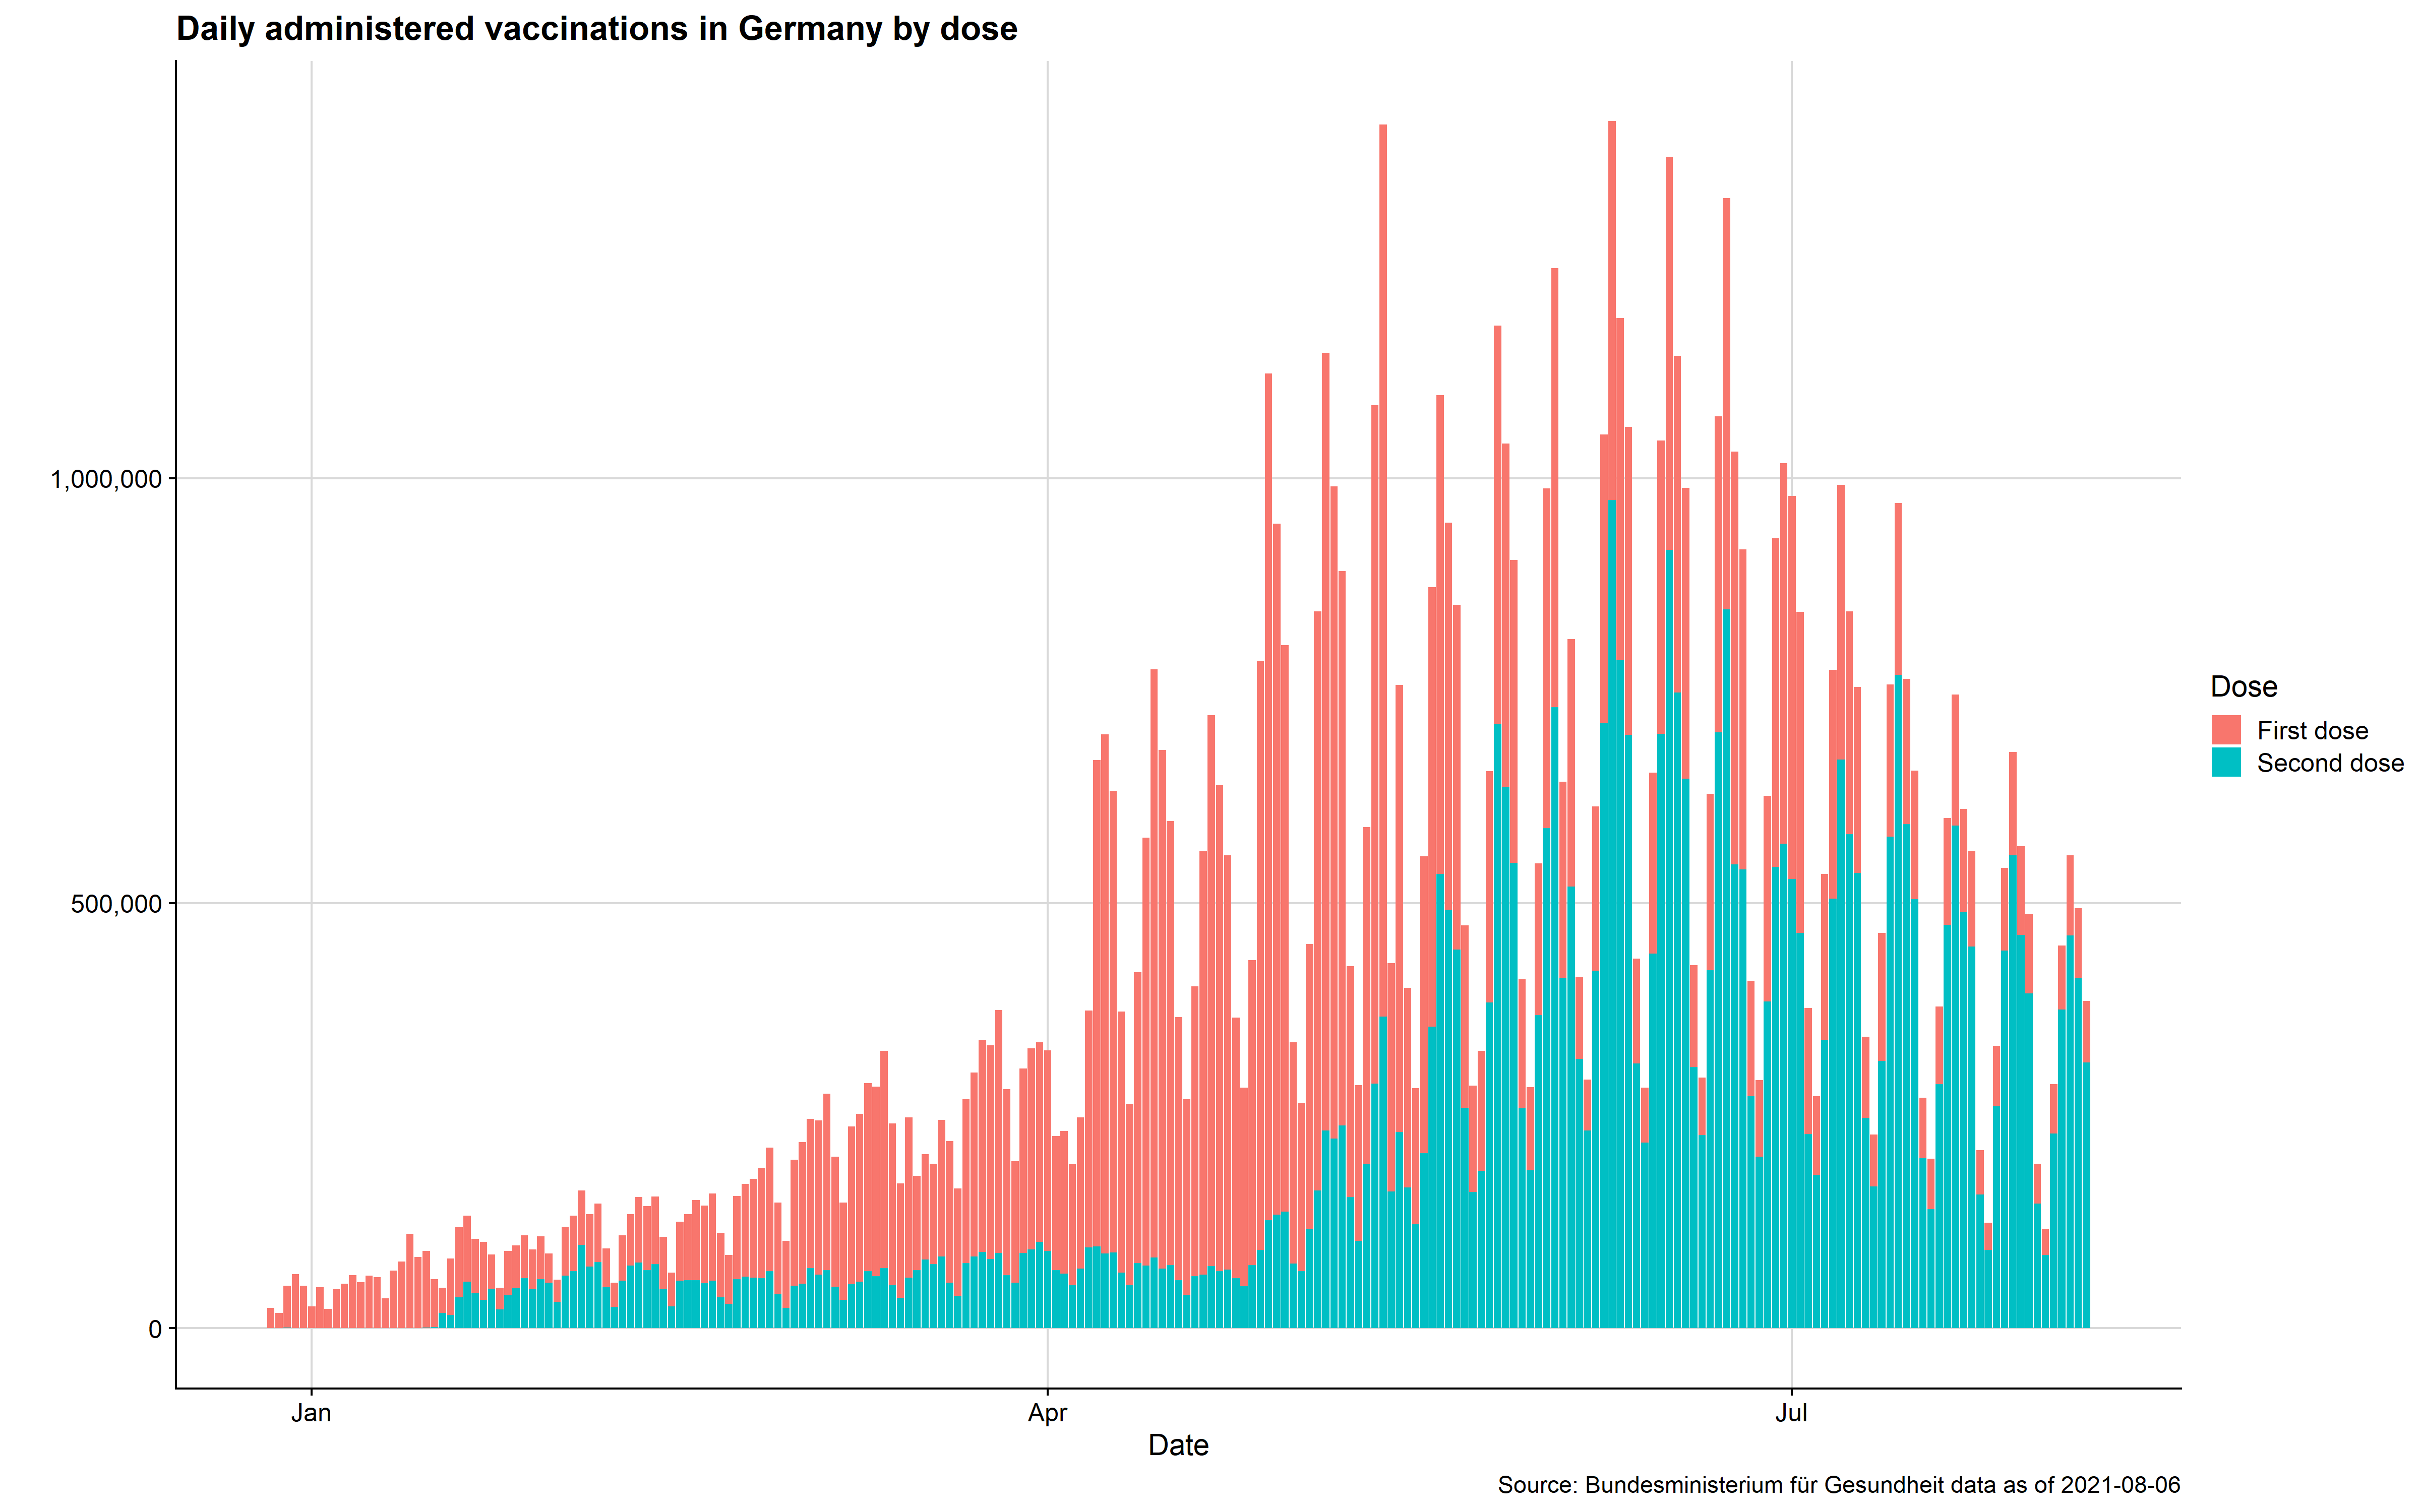 Daily administered vaccinations in Germany by dose
1,000,000
500,000
0
Jan
Apr
Jul
Date
Dose
First dose
Second dose
Source: Bundesministerium für Gesundheit data as of 2021-08-06